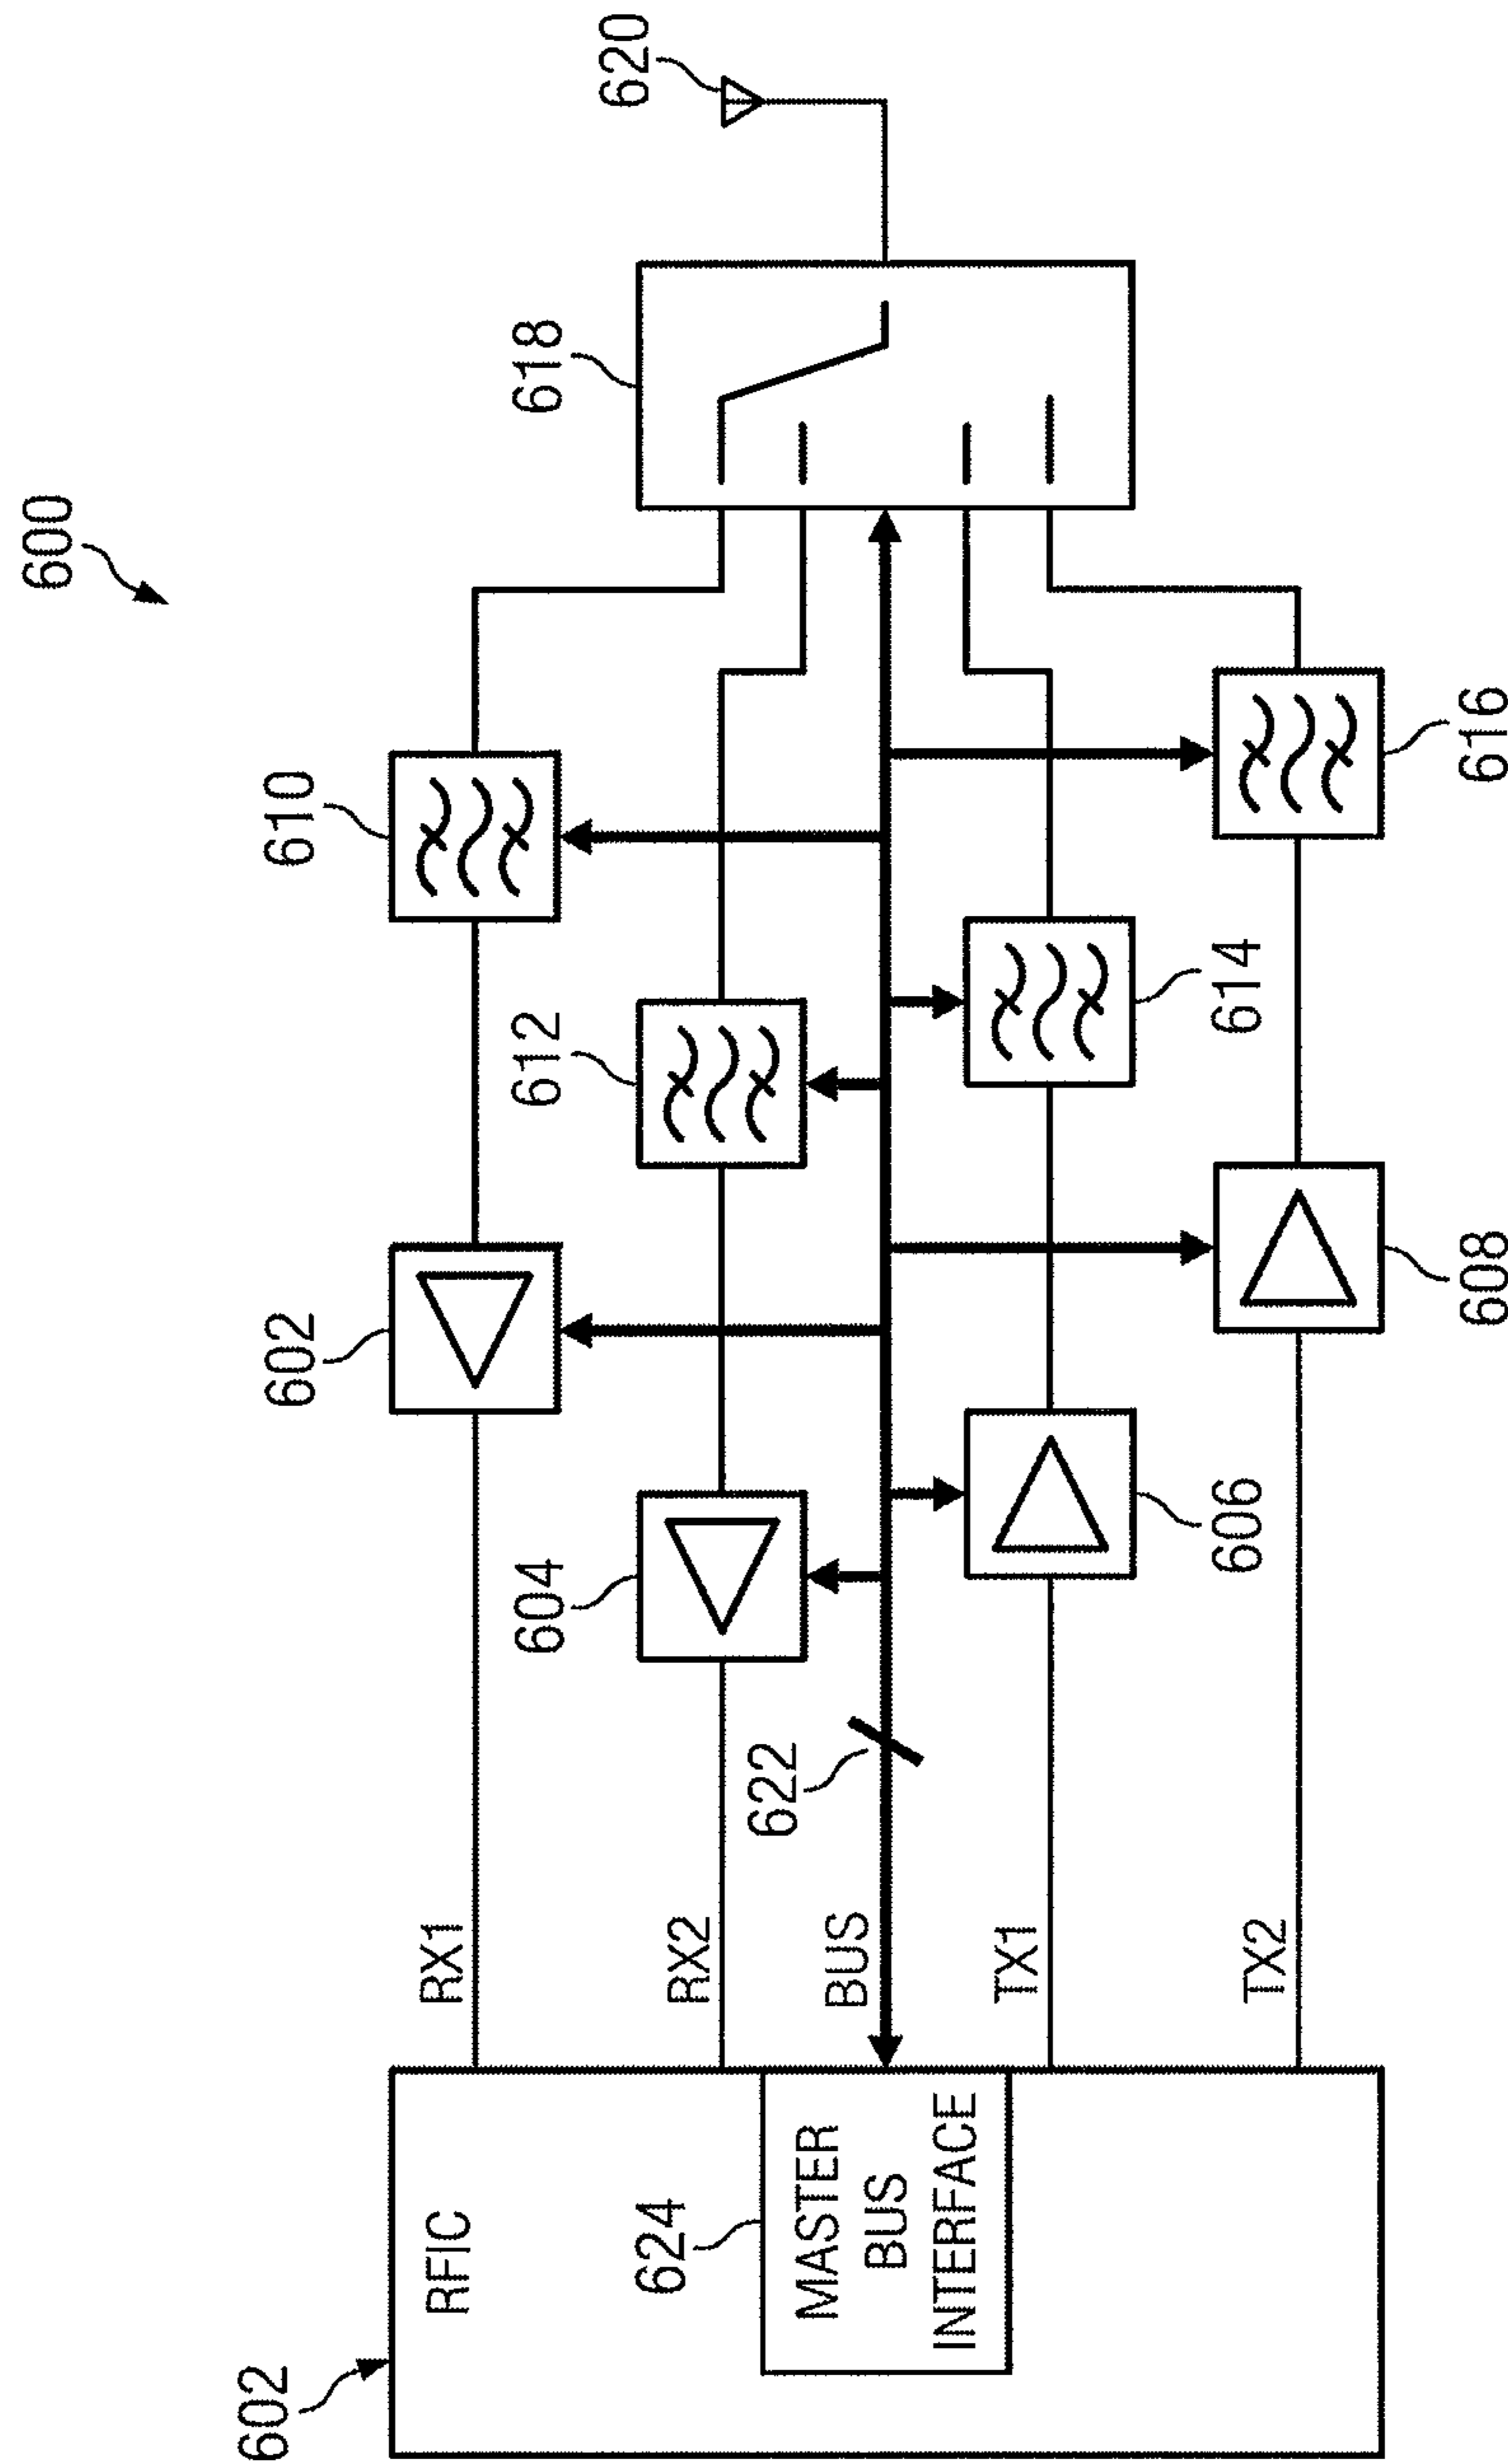 600
602
RFIC
624
MASTER
BUS
INTERFACE
RX1
RX2
BUS
TX1
TX2
622
604
602
606
608
612
610
614
616
618
620